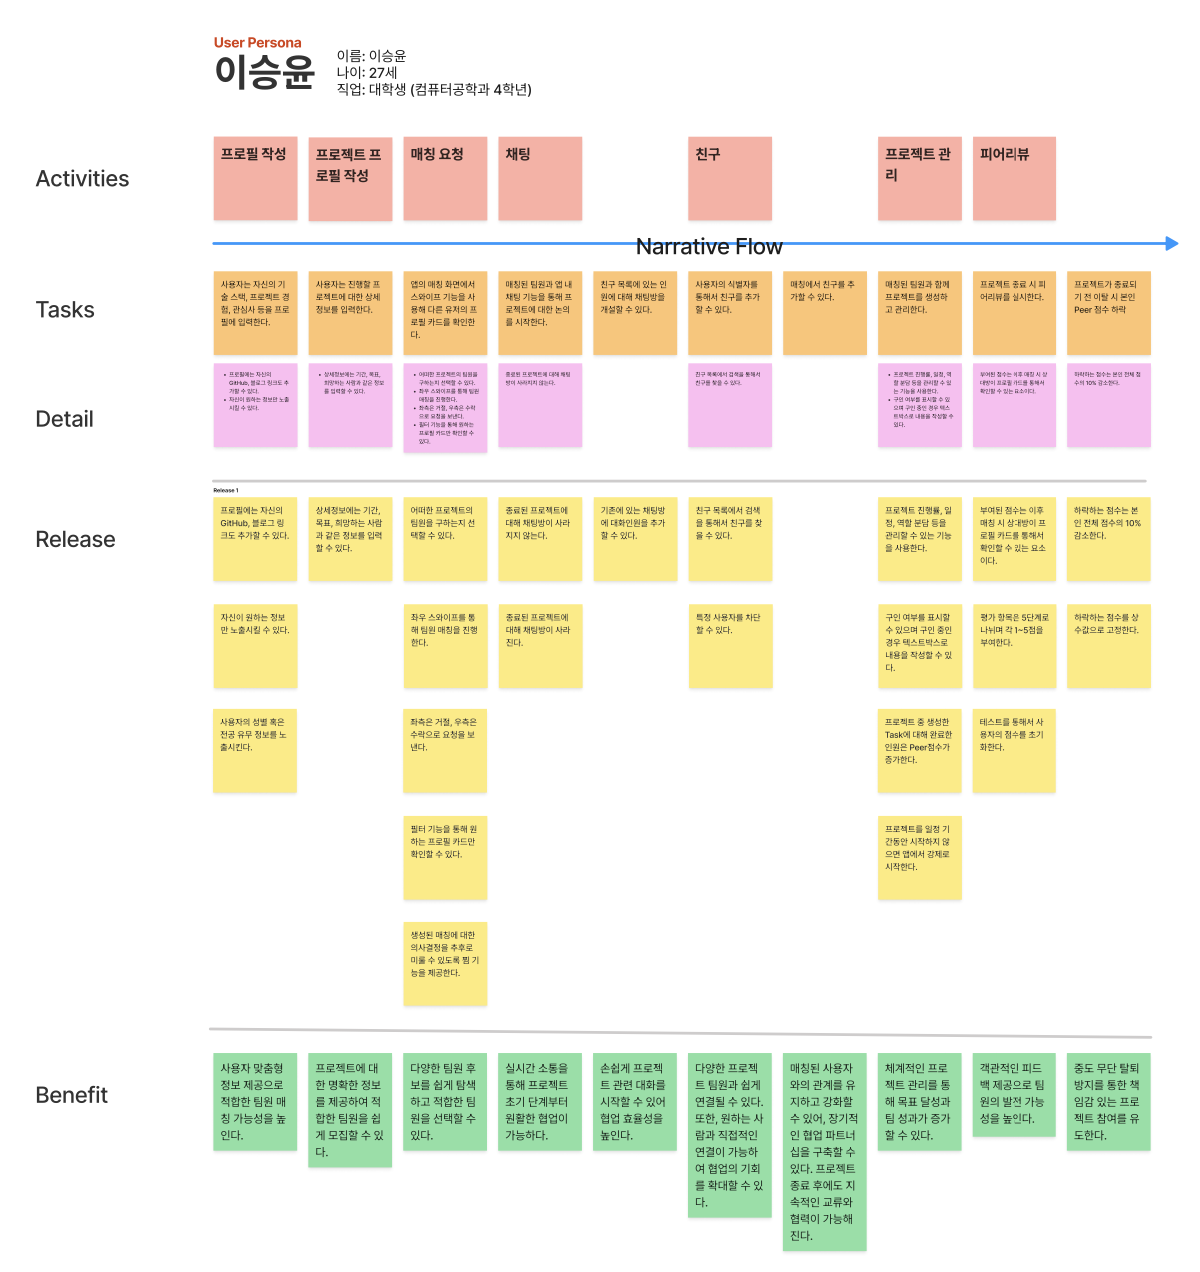 User Persona
이승윤
이름: 이승윤
나이: 27세
직업: 대학생 (컴퓨터공학과 4학년)
Activities
프로필 작성
프로젝트 프
로필 작성
매칭 요청
채팅
친구
프로젝트 관
리
피어리뷰
Narrative Flow
Tasks
사용자는 자신의 기
술 스택, 프로젝트 경
험, 관심사 등을 프로
필에 입력한다.
사용자는 진행할 프
로젝트에 대한 상세
정보를 입력한다.
앱의 매칭 화면에서
스와이프 기능을 사
용해 다른 유저의 프
로필 카드를 확인한
다.
매칭된 팀원과 앱 내
채팅 기능을 통해 프
로젝트에 대한 논의
를 시작한다.
친구 목록에 있는 인
원에 대해 채팅방을
개설할 수 있다.
사용자의 식별자를
통해서 친구를 추가
할 수 있다.
매칭에서 친구를 추
가할 수 있다.
매칭된 팀원과 함께
프로젝트를 생성하
고 관리한다.
프로젝트 종료 시 피
어리뷰를 실시한다.
프로젝트가 종료되
기 전 이탈 시 본인
Peer 점수 하락
Detail
• 프로필에는 자신의
GitHub, 블로그 링크도 추
가할 수 있다.
• 자신이 원하는 정보만 노출
시킬 수 있다.
• 상세정보에는 기간, 목표,
희망하는 사람과 같은 정보
를 입력할 수 있다.
• 어떠한 프로젝트의 팀원을
구하는지 선택할 수 있다.
• 좌우 스와이프를 통해 팀원
매칭을 진행한다.
• 좌측은 거절, 우측은 수락
으로 요청을 보낸다.
• 필터 기능을 통해 원하는
프로필 카드만 확인할 수
있다.
종료된 프로젝트에 대해 채팅
방이 사라지지 않는다.
친구 목록에서 검색을 통해서
친구를 찾을 수 있다.
• 프로젝트 진행률, 일정, 역
할 분담 등을 관리할 수 있
는 기능을 사용한다.
• 구인 여부를 표시할 수 있
으며 구인 중인 경우 텍스
트박스로 내용을 작성할 수
있다.
부여된 점수는 이후 매칭 시 상
대방이 프로필 카드를 통해서
확인할 수 있는 요소이다.
하락하는 점수는 본인 전체 점
수의 10% 감소한다.
Release 1
Release
프로필에는 자신의
GitHub, 블로그 링
크도 추가할 수 있다.
상세정보에는 기간,
목표, 희망하는 사람
과 같은 정보를 입력
할 수 있다.
어떠한 프로젝트의
팀원을 구하는지 선
택할 수 있다.
종료된 프로젝트에
대해 채팅방이 사라
지지 않는다.
기존에 있는 채팅방
에 대화인원을 추가
할 수 있다.
친구 목록에서 검색
을 통해서 친구를 찾
을 수 있다.
프로젝트 진행률, 일
정, 역할 분담 등을
관리할 수 있는 기능
을 사용한다.
부여된 점수는 이후
매칭 시 상대방이 프
로필 카드를 통해서
확인할 수 있는 요소
이다.
하락하는 점수는 본
인 전체 점수의 10%
감소한다.
자신이 원하는 정보
만 노출시킬 수 있다.
좌우 스와이프를 통
해 팀원 매칭을 진행
한다.
종료된 프로젝트에
대해 채팅방이 사라
진다.
특정 사용자를 차단
할 수 있다.
구인 여부를 표시할
수 있으며 구인 중인
경우 텍스트박스로
내용을 작성할 수 있
다.
평가 항목은 5단계로
나뉘며 각 1~5점을
부여한다.
하락하는 점수를 상
수값으로 고정한다.
사용자의 성별 혹은
전공 유무 정보를 노
출시킨다.
좌측은 거절, 우측은
수락으로 요청을 보
낸다.
프로젝트 중 생성한
Task에 대해 완료한
인원은 Peer점수가
증가한다.
테스트를 통해서 사
용자의 점수를 초기
화한다.
필터 기능을 통해 원
하는 프로필 카드만
확인할 수 있다.
프로젝트를 일정 기
간동안 시작하지 않
으면 앱에서 강제로
시작한다.
생성된 매칭에 대한
의사결정을 추후로
미룰 수 있도록 찜 기
능을 제공한다.
Benefit
사용자 맞춤형
정보 제공으로
적합한 팀원 매
칭 가능성을 높
인다.
프로젝트에 대
한 명확한 정보
를 제공하여 적
합한 팀원을 쉽
게 모집할 수 있
다.
다양한 팀원 후
보를 쉽게 탐색
하고 적합한 팀
원을 선택할 수
있다.
실시간 소통을
통해 프로젝트
초기 단계부터
원활한 협업이
가능하다.
손쉽게 프로젝
트 관련 대화를
시작할 수 있어
협업 효율성을
높인다.
다양한 프로젝
트 팀원과 쉽게
연결될 수 있다.
또한, 원하는 사
람과 직접적인
연결이 가능하
여 협업의 기회
를 확대할 수 있
다.
매칭된 사용자
와의 관계를 유
지하고 강화할
수 있어, 장기적
인 협업 파트너
십을 구축할 수
있다. 프로젝트
종료 후에도 지
속적인 교류와
협력이 가능해
진다.
체계적인 프로
젝트 관리를 통
해 목표 달성과
팀 성과가 증가
할 수 있다.
객관적인 피드
백 제공으로 팀
원의 발전 가능
성을 높인다.
중도 무단 탈퇴
방지를 통한 책
임감 있는 프로
젝트 참여를 유
도한다.